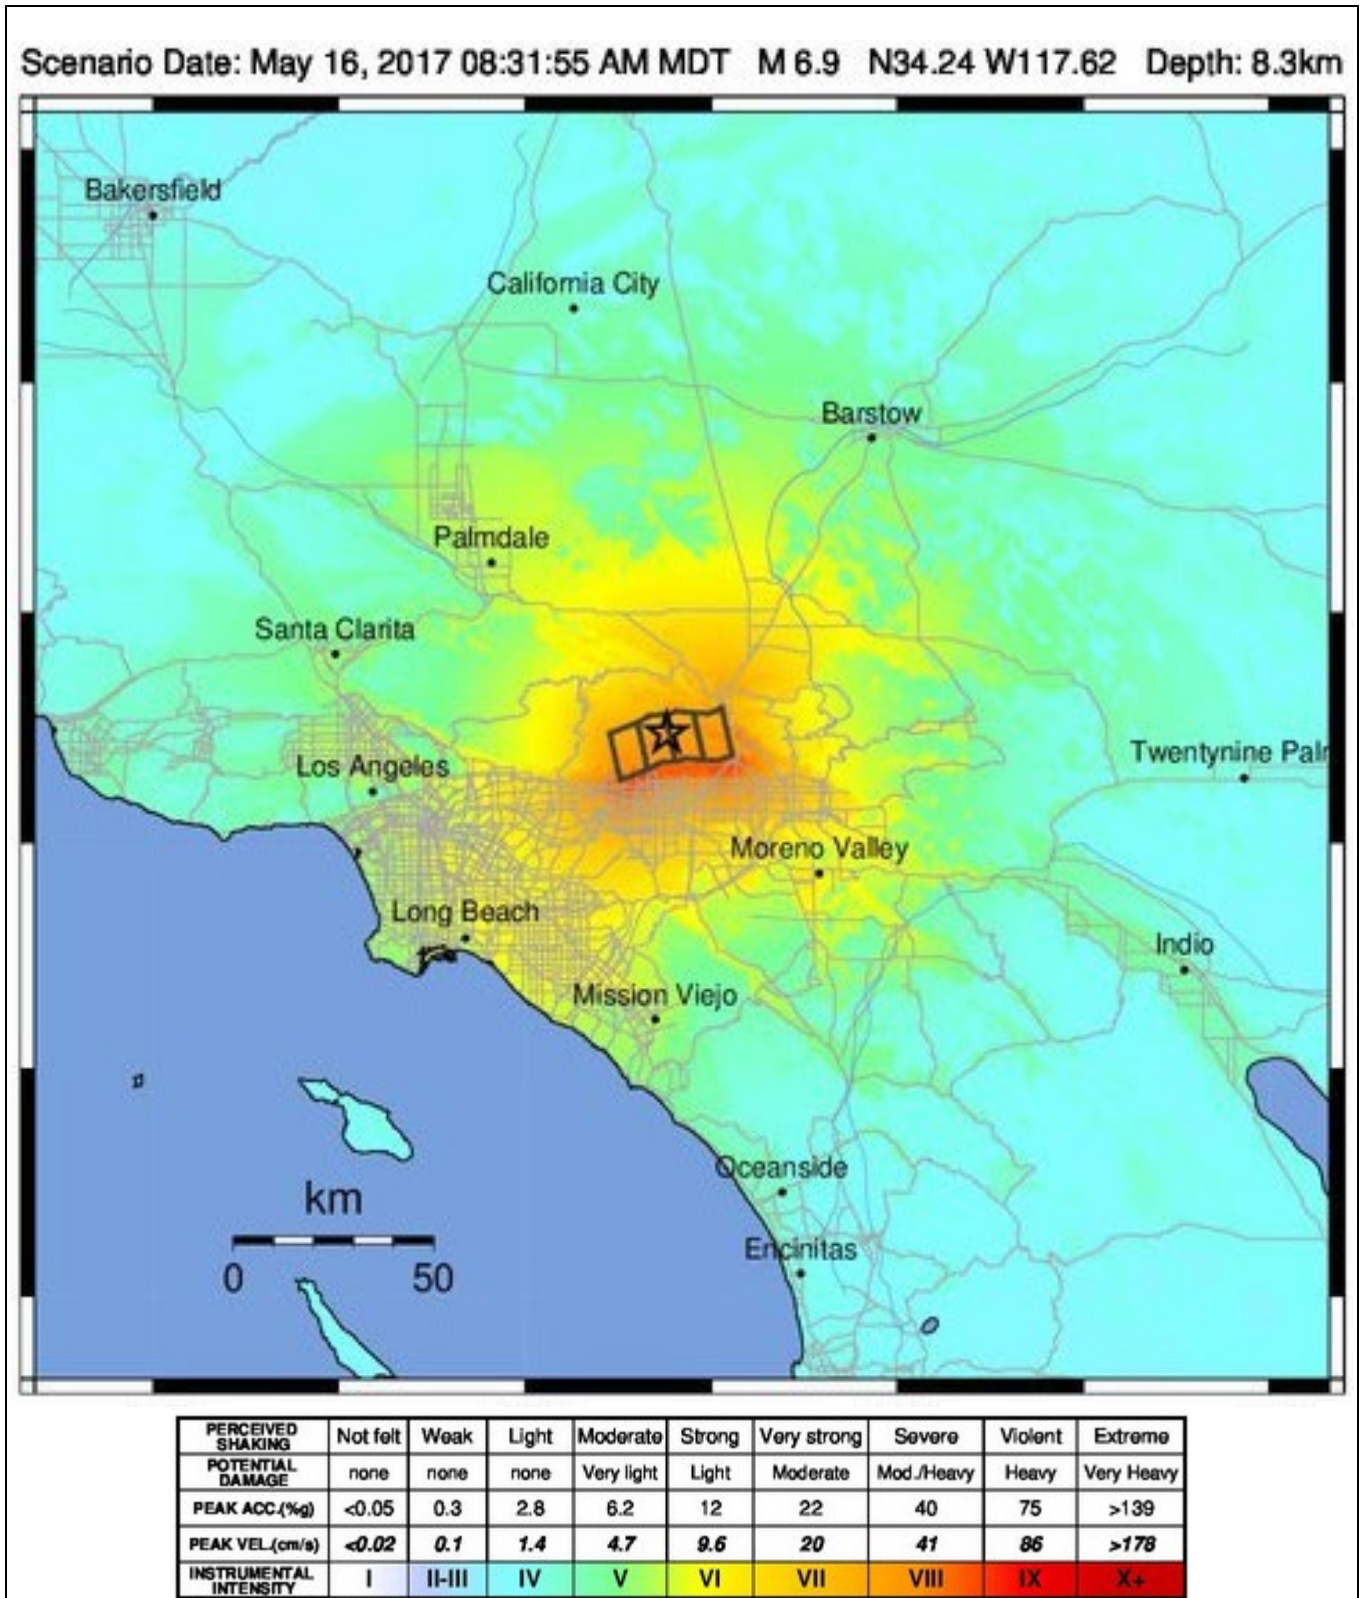 Scenario Date: May 16, 2017 08:31:55 AM MDT M 6.9 N34.24 W117.62 Depth: 8.3km
Bakersfield
California City
Barstow
Palmdale
Santa Clarita
Twentynine Palr
Los Angeles
Moreno Valley
Long Beach
Indio
Mission Viejo
Oceanside
km
Encinitas
0 50
PERCEIVED SHAKING Not felt Weak Light Moderate Strong Very strong Severe Violent Extreme
POTENTIAL DAMAGE none none none Very light Light Moderate Mod./Heavy Heavy Very Heavy
PEAK ACC.(%g) <0.05 0.3 2.8 6.2 12 22 40 75 >139
PEAK VEL.(cm/s) <0.02 0.1 1.4 4.7 9.6 20 41 86 >178
INSTRUMENTAL INTENSITY I II-III IV V VI VII VIII IX X+